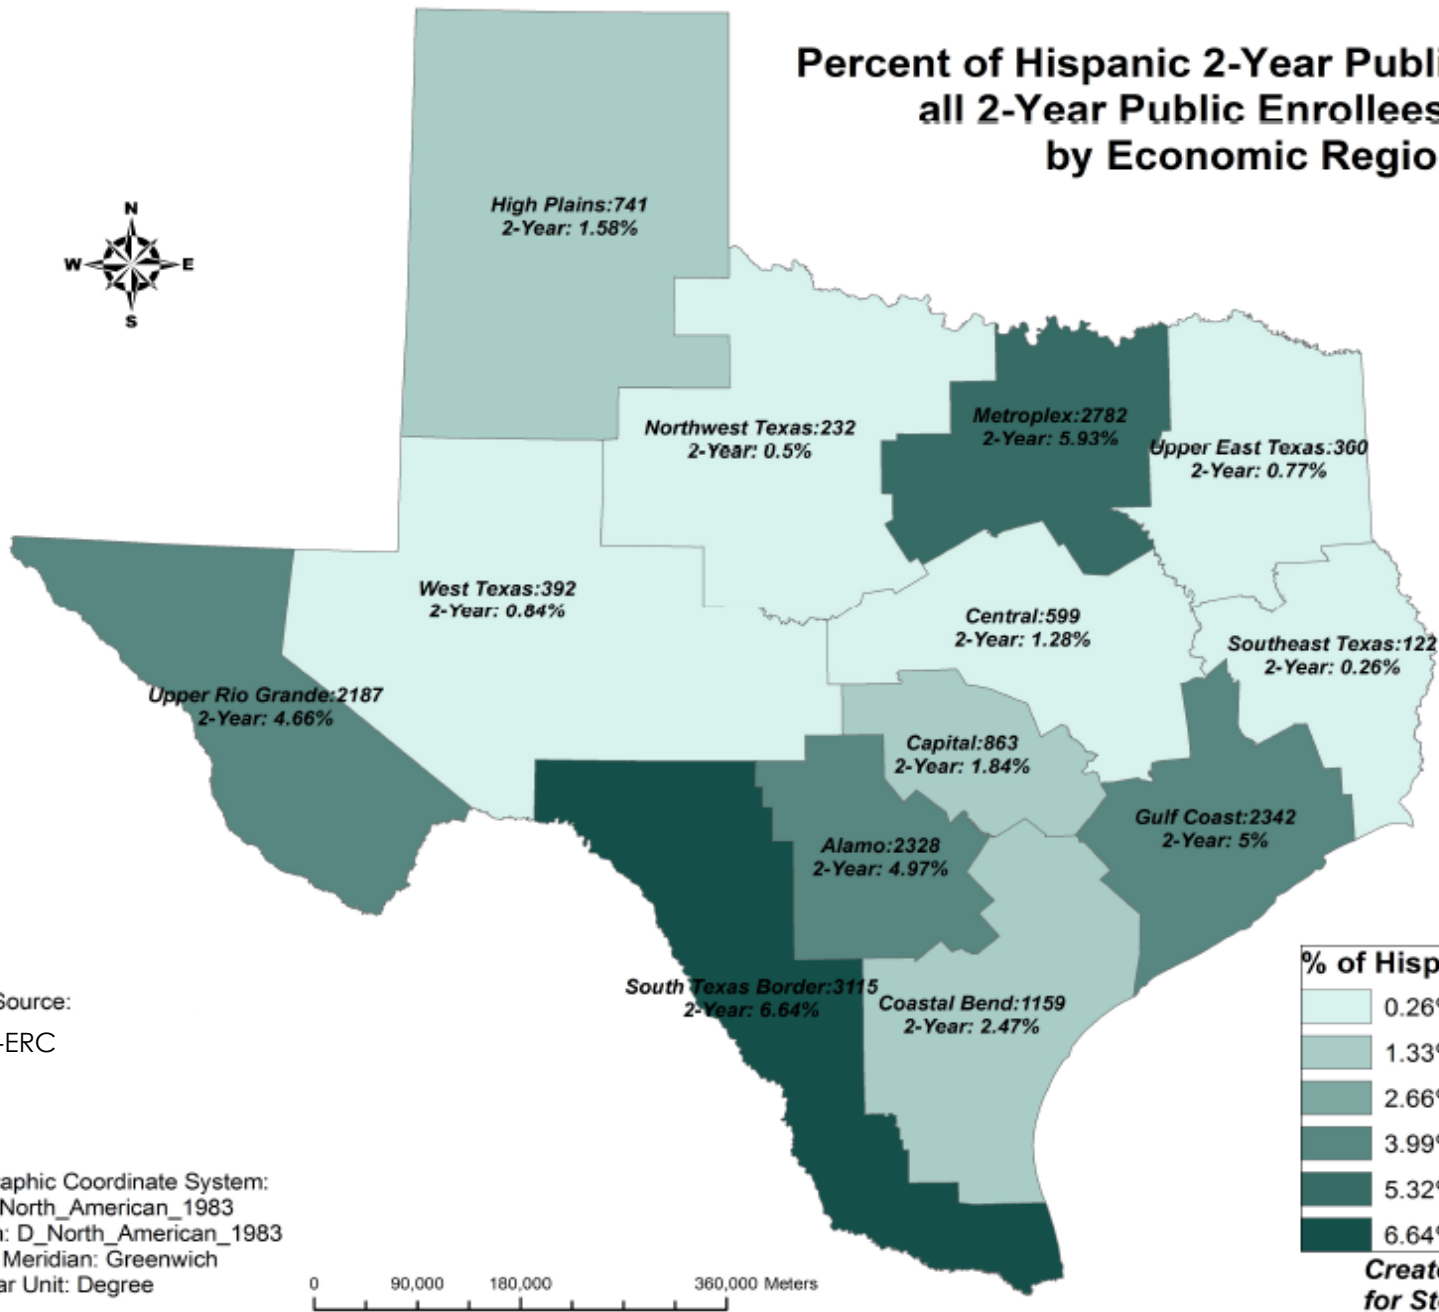 Percent of Hispanic 2-Year Publi
all 2-Year Public Enrollees
by Economic Regio
High Plains:741
2-Year: 1.58%
N
W E
S
Northwest Texas:232
2-Year: 0.5%
Metroplex:2782
2-Year: 5.93%
Upper East Texas:360
2-Year: 0.77%
West Texas:392
2-Year: 0.84%
Central:599
2-Year: 1.28%
Southeast Texas:122
2-Year: 0.26%
Upper Rio Grande:2187
2-Year: 4.66%
Capital:863
2-Year: 1.84%
Gulf Coast:2342
2-Year: 5%
Alamo:2328
2-Year: 4.97%
South Texas Border:3115
2-Year: 6.64%
Coastal Bend:1159
2-Year: 2.47%
% of Hisp
0.26%
1.33%
2.66%
3.99%
5.32%
6.64%
Create
for St
Source:
-ERC
aphic Coordinate System:
North_American_1983
n: D_North_American_1983
Meridian: Greenwich
ar Unit: Degree
0 90,000 180,000 360,000 Meters